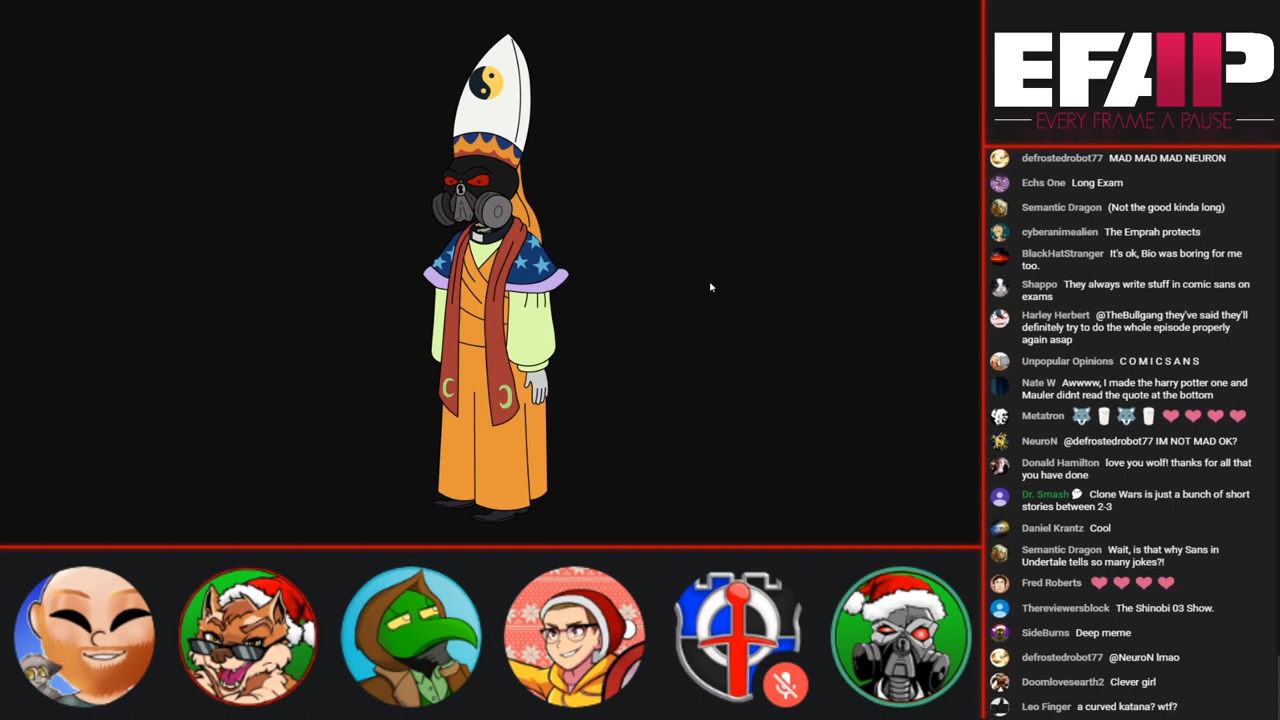 EFAP
EVERY FRAME A PAUSE
defrostedrobot77 MAD MAD MAD NEURON
Echs One Long Exam
Semantic Dragon (Not the good kinda long)
cyberanimealien The Emprah protects
BlackHatStranger It's ok, Bio was boring for me
too.
Shappo They always write stuff in comic sans on
exams
Harley Herbert @TheBullgang they've said they'll
definitely try to do the whole episode properly
again asap
Unpopular Opinions C O M I C S A N S
Nate W Awwww, I made the harry potter one and
Mauler didnt read the quote at the bottom
Metatron
NeuroN @defrostedrobot77 IM NOT MAD OK?
Donald Hamilton love you wolf! thanks for all that
you have done
Dr. Smash Clone Wars is just a bunch of short
stories between 2-3
Daniel Krantz Cool
Semantic Dragon Wait, is that why Sans in
Undertale tells so many jokes?!
Fred Roberts
Thereviewersblock The Shinobi 03 Show.
SideBurns Deep meme
defrostedrobot77 @NeuroN lmao
Doomlovesearth2 Clever girl
Leo Finger a curved katana? wtf?